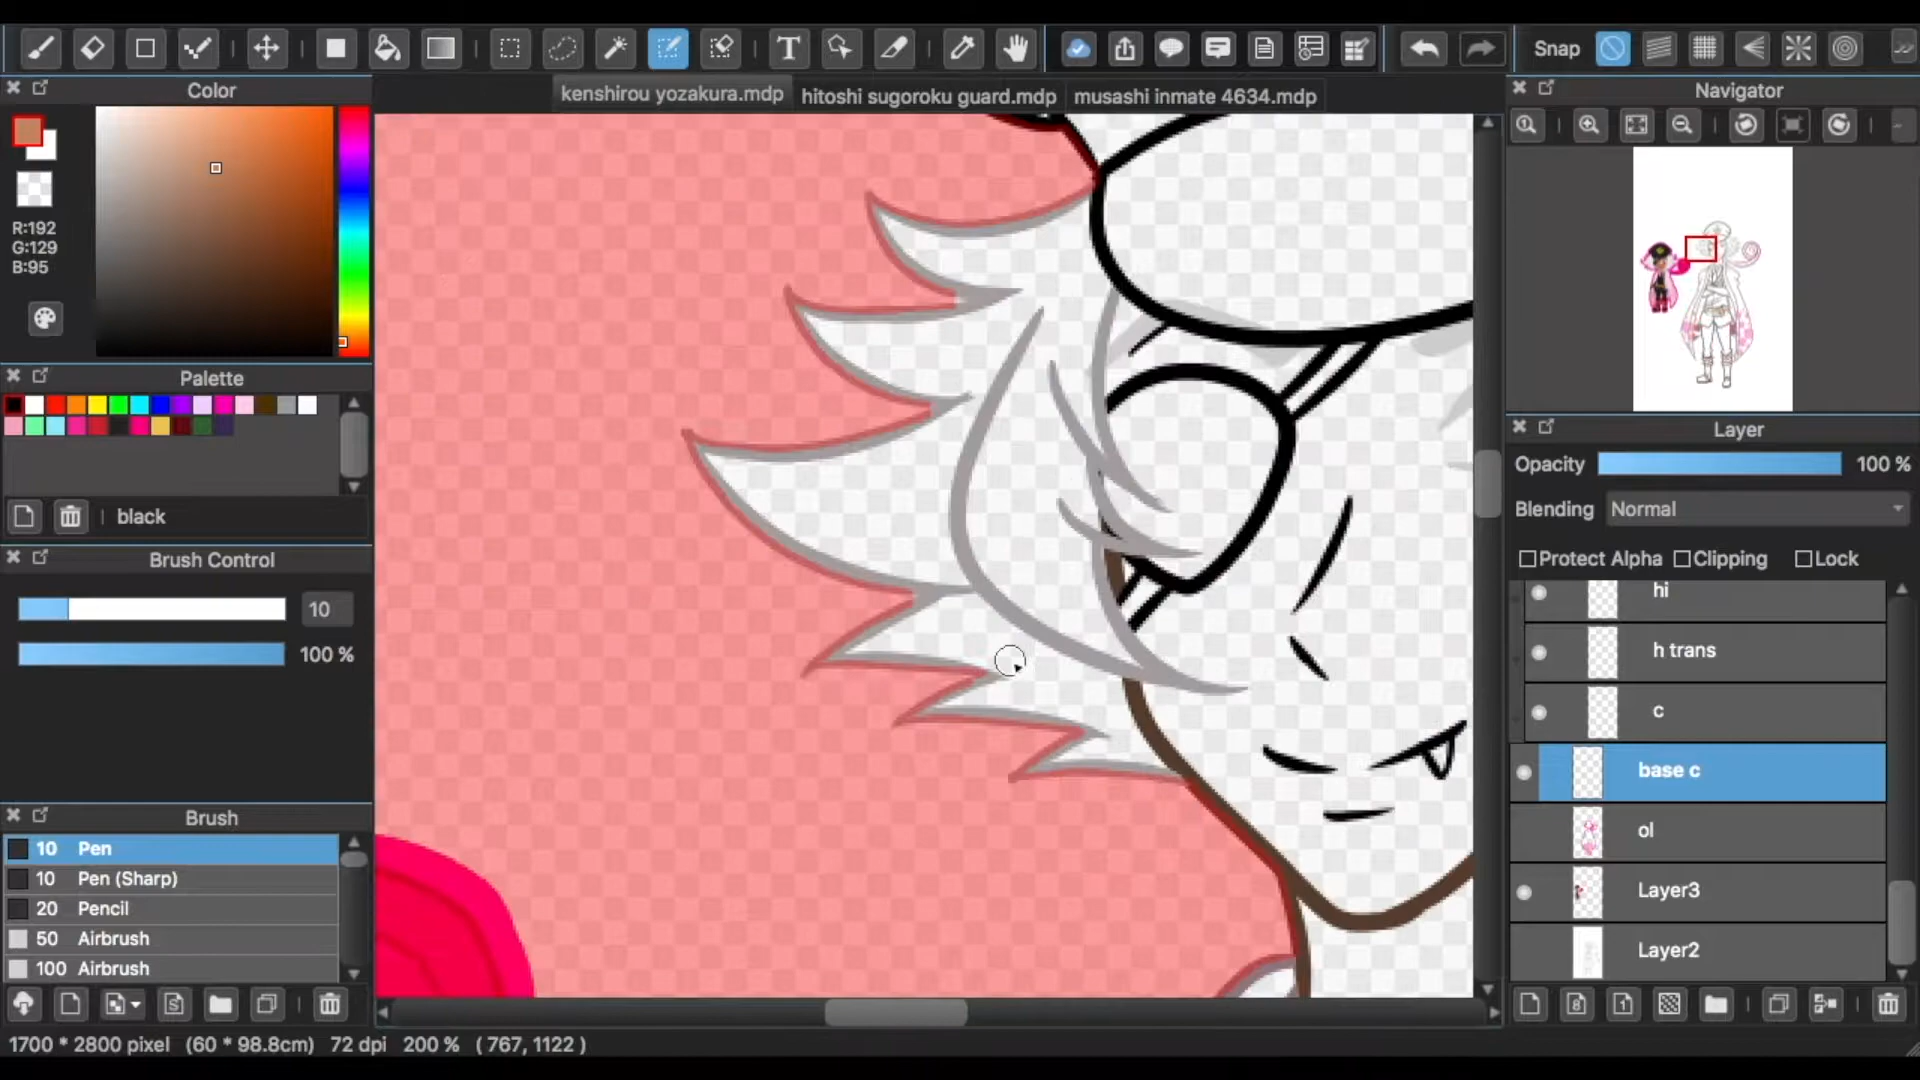 Snap
kenshirou yozakura.mdp
hitoshi sugoroku guard.mdp
musashi inmate 4634.mdp
Color
R:192
G:129
B:95
Palette
black
Brush Control
10
100 %
Brush
10 Pen
10 Pen (Sharp)
20 Pencil
50 Airbrush
100 Airbrush
Navigator
Layer
Opacity 100 %
Blending Normal
Protect Alpha Clipping Lock
hi
h trans
c
base c
ol
Layer3
Layer2
1700 * 2800 pixel (60 * 98.8cm) 72 dpi 200 % ( 767, 1122 )